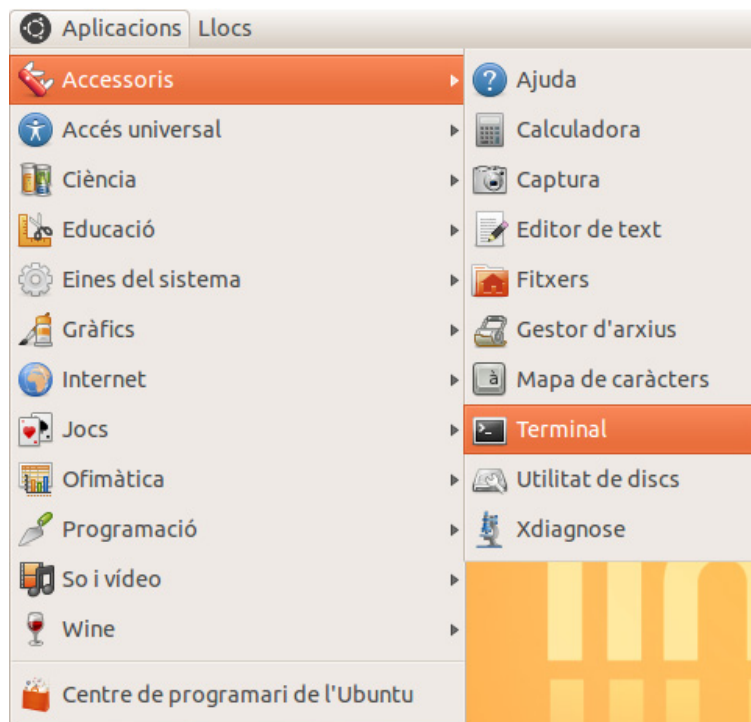 Aplicacions Llocs
Accessoris
Accés universal
Ciència
Educació
Eines del sistema
Gràfics
Internet
Jocs
Ofimàtica
Programació
So i vídeo
Wine
Centre de programari de l'Ubuntu
Ajuda
Calculadora
Captura
Editor de text
Fitxers
Gestor d'arxius
Mapa de caràcters
Terminal
Utilitat de discs
Xdiagnose